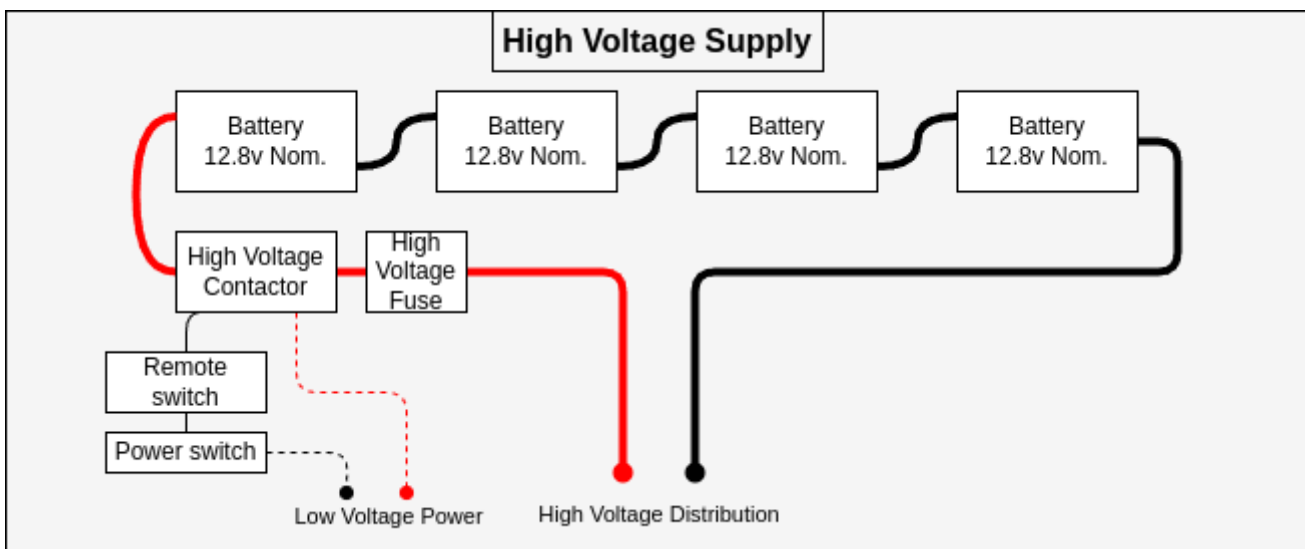 High Voltage Supply
Battery
12.8v Nom.
Battery
12.8v Nom.
Battery
12.8v Nom.
Battery
12.8v Nom.
High Voltage
Contactor
High
Voltage
Fuse
Remote
switch
Power switch
Low Voltage Power
High Voltage Distribution